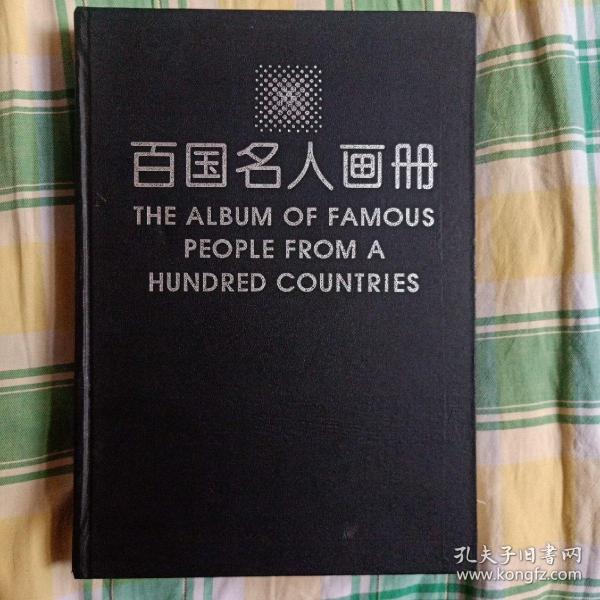 百国名人画册
THE ALBUM OF FAMOUS
PEOPLE FROM A
HUNDRED COUNTRIES
孔夫子旧書网
www.kongfz.com